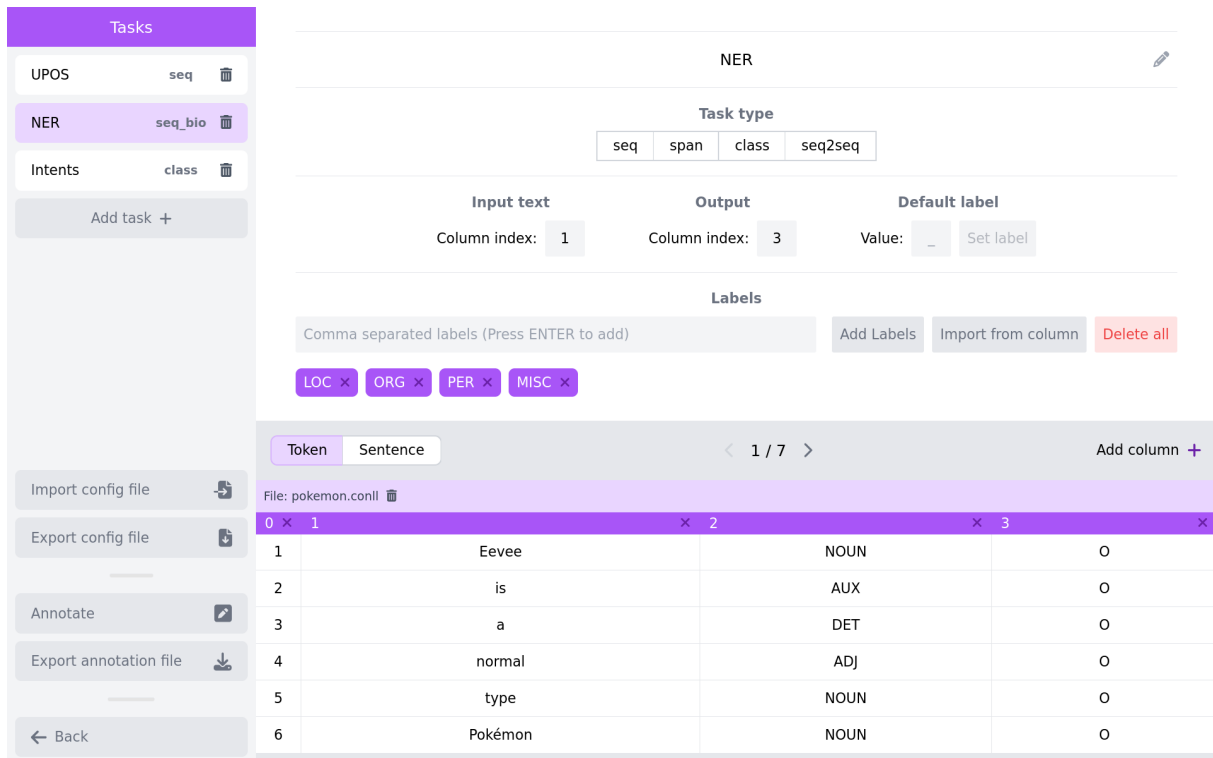 Tasks
UPOS seq
NER seq_bio
Intents class
Add task +
Import config file
Export config file
Annotate
Export annotation file
Back
NER
Task type
seq span class seq2seq
Input text Output Default label
Column index: 1 Column index: 3 Value: _ Set label
Labels
Comma separated labels (Press ENTER to add) Add Labels Import from column Delete all
LOC × ORG × PER × MISC ×
Token Sentence 1 / 7 Add column +
File: pokemon.conll
0 × 1 × 2 × 3 ×
1 Eevee NOUN O
2 is AUX O
3 a DET O
4 normal ADJ O
5 type NOUN O
6 Pokémon NOUN O